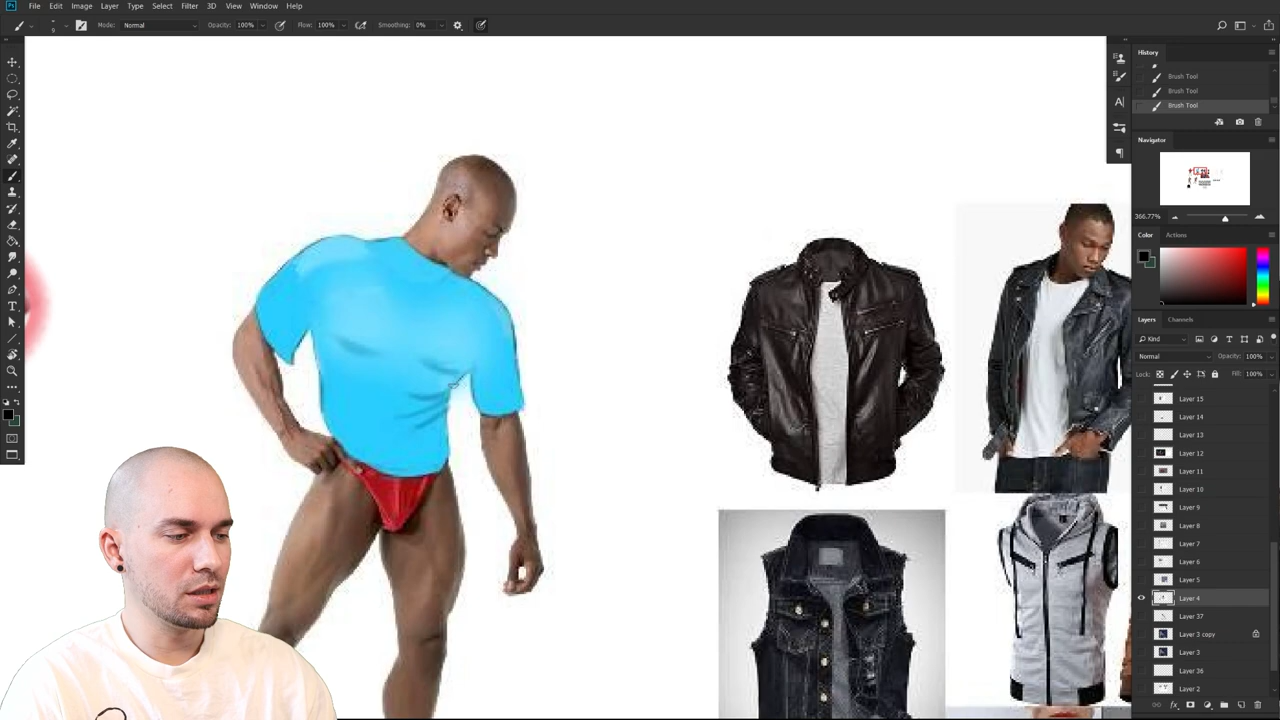 Ps File Edit Image Layer Type Select Filter 3D View Window Help
9 Mode: Normal Opacity: 100% Flow: 100% Smoothing: 0%
History
Brush Tool
Brush Tool
Brush Tool
Navigator
366.77%
Color Actions
Layers Channels
Kind
Normal Opacity: 100%
Lock: Fill: 100%
Layer 15
Layer 14
Layer 13
Layer 12
Layer 11
Layer 10
Layer 9
Layer 8
Layer 7
Layer 6
Layer 5
Layer 4
Layer 37
Layer 3 copy
Layer 3
Layer 36
Layer 2